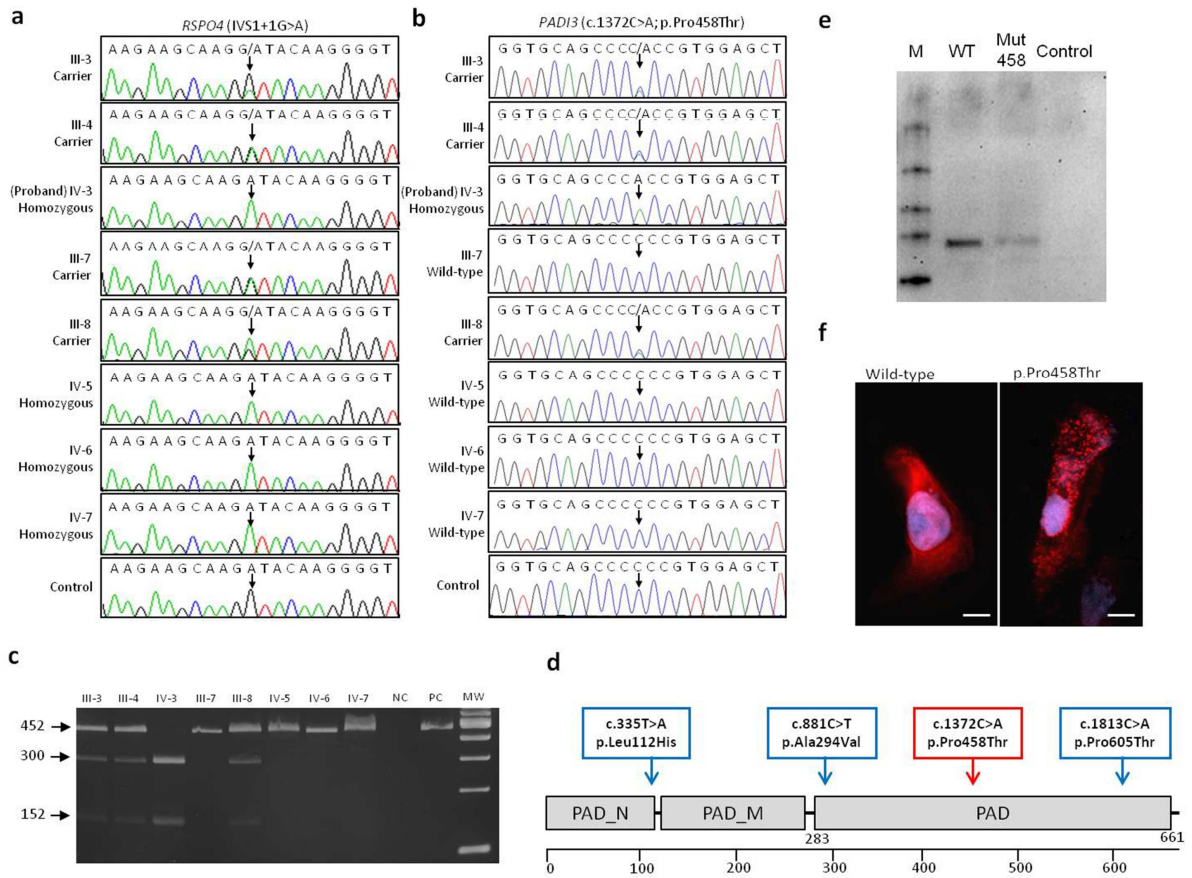 a
RSPO4 (IVS1+1G>A)
III-3
Carrier
AAGAAGCAAGG/ATACAAGGGGT
III-4
Carrier
AAGAAGCAAGG/ATACAAGGGGT
(Proband) IV-3
Homozygous
AAGAAGCAAGATACAAGGGGT
III-7
Carrier
AAGAAGCAAGG/ATACAAGGGGT
III-8
Carrier
AAGAAGCAAGG/ATACAAGGGGT
IV-5
Homozygous
AAGAAGCAAGATACAAGGGGT
IV-6
Homozygous
AAGAAGCAAGATACAAGGGGT
IV-7
Homozygous
AAGAAGCAAGATACAAGGGGT
Control
AAGAAGCAAGATACAAGGGGT
b
PADI3 (c.1372C>A; p.Pro458Thr)
III-3
Carrier
GGTGCAGCCCC/ACCGTGGAGCT
III-4
Carrier
GGTGCAGCCCC/ACCGTGGAGCT
(Proband) IV-3
Homozygous
GGTGCAGCCCACCGTGGAGCT
III-7
Wild-type
GGTGCAGCCCCCCGTGGAGCT
III-8
Carrier
GGTGCAGCCCC/ACCGTGGAGCT
IV-5
Wild-type
GGTGCAGCCCCCCGTGGAGCT
IV-6
Wild-type
GGTGCAGCCCCCCGTGGAGCT
IV-7
Wild-type
GGTGCAGCCCCCCGTGGAGCT
Control
GGTGCAGCCCCCCGTGGAGCT
e
M WT Mut 458 Control
f
Wild-type p.Pro458Thr
c
III-3 III-4 IV-3 III-7 III-8 IV-5 IV-6 IV-7 NC PC MW
452
300
152
d
c.335T>A
p.Leu112His
c.881C>T
p.Ala294Val
c.1372C>A
p.Pro458Thr
c.1813C>A
p.Pro605Thr
PAD_N PAD_M PAD
283 661
0 100 200 300 400 500 600